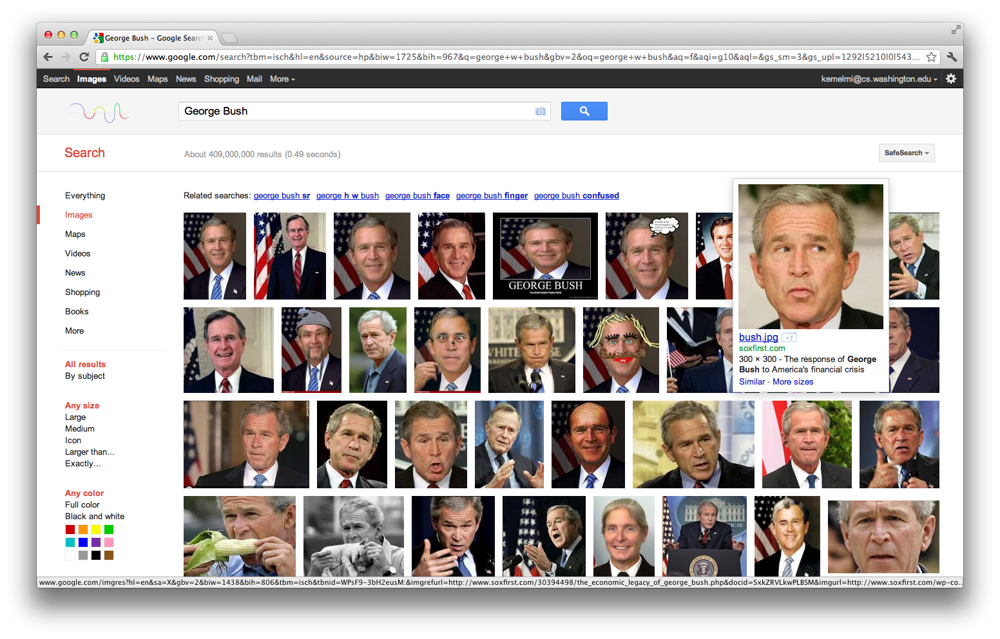 George Bush – Google Searc
https://www.google.com/search?tbm=isch&hl=en&source=hp&biw=1725&bih=967&q=george+w+bush&gbv=2&oq=george+w+bush&aq=f&aqi=g10&aql=&gs_sm=3&gs_upl=1292l5210l0l543...
Search Images Videos Maps News Shopping Mail More
kemelmi@cs.washington.edu
George Bush
Search
About 409,000,000 results (0.49 seconds)
SafeSearch
Everything
Images
Maps
Videos
News
Shopping
Books
More
All results
By subject
Any size
Large
Medium
Icon
Larger than...
Exactly...
Any color
Full color
Black and white
Related searches: george bush sr george h w bush george bush face george bush finger george bush confused
GEORGE BUSH
WHITE HOUSE
bush.jpg +1
soxfirst.com
300 × 300 - The response of George
Bush to America's financial crisis
Similar - More sizes
www.google.com/imgres?hl=en&sa=X&gbv=2&biw=1438&bih=806&tbm=isch&tbnid=WPsF9-3bH2eusM:&imgrefurl=http://www.soxfirst.com/30394498/the_economic_legacy_of_george_bush.php&docid=SxkZRVLkwPLBSM&imgurl=http://www.soxfirst.com/wp-co...